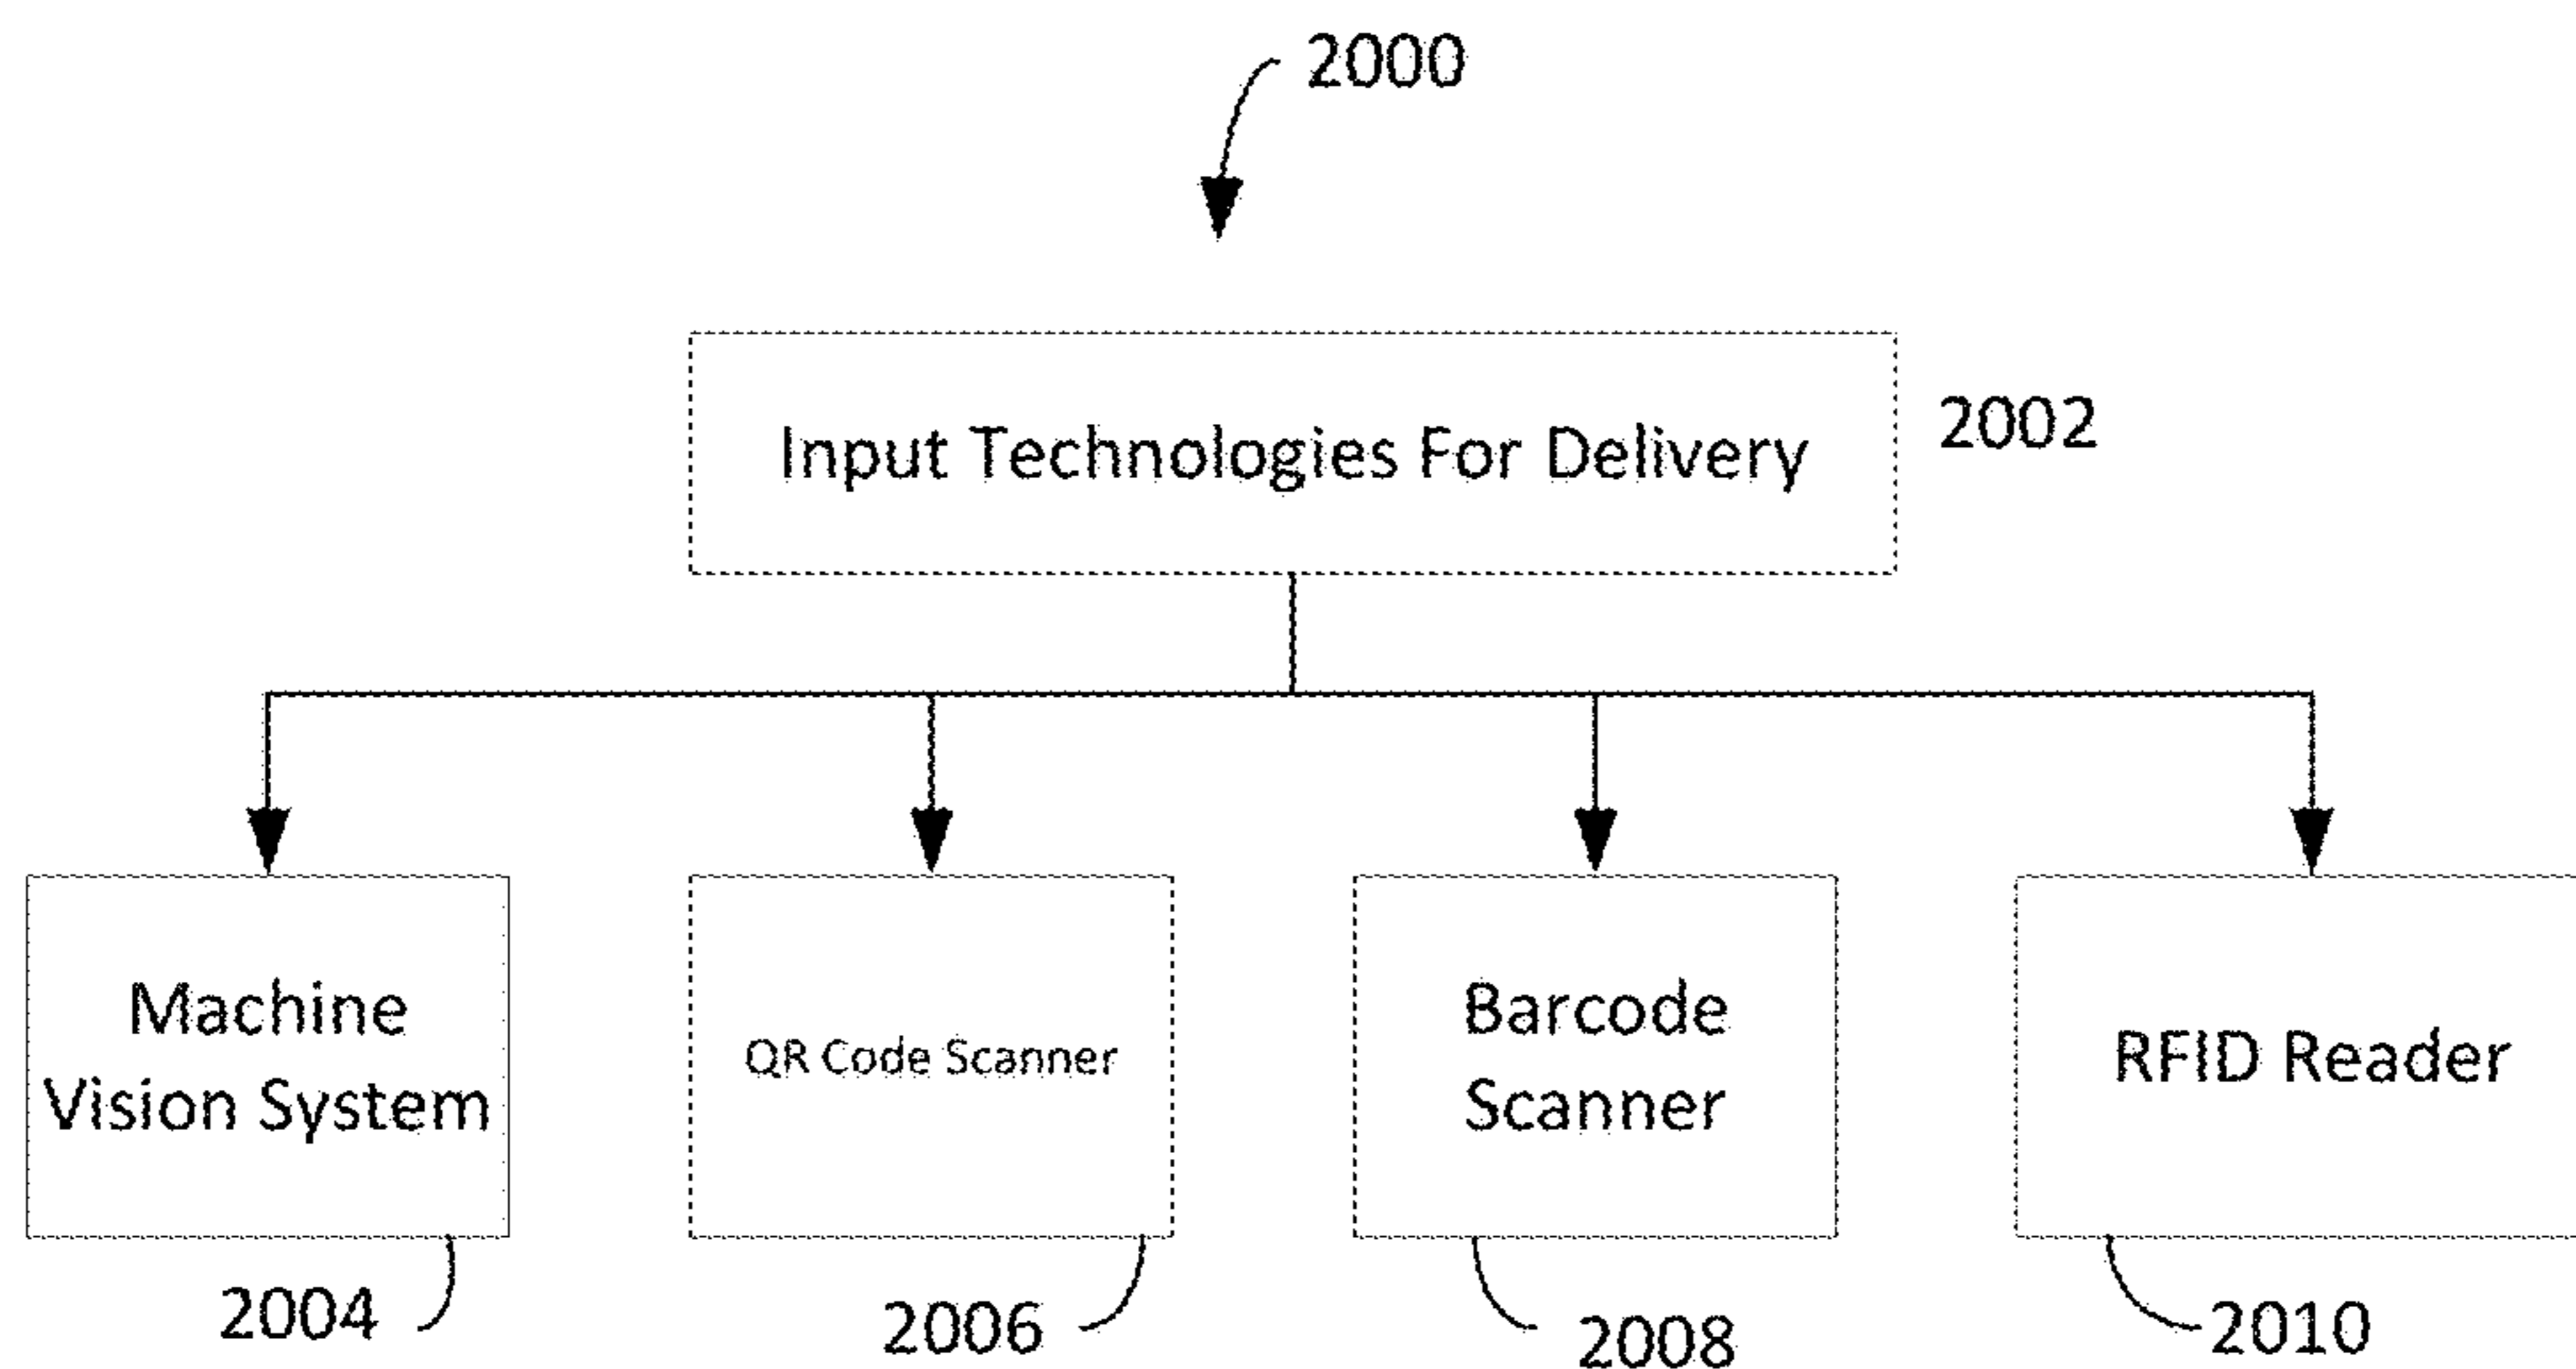 2000
Input Technologies For Delivery
2002
Machine
Vision System
QR Code Scanner
Barcode
Scanner
RFID Reader
2004
2006
2008
2010